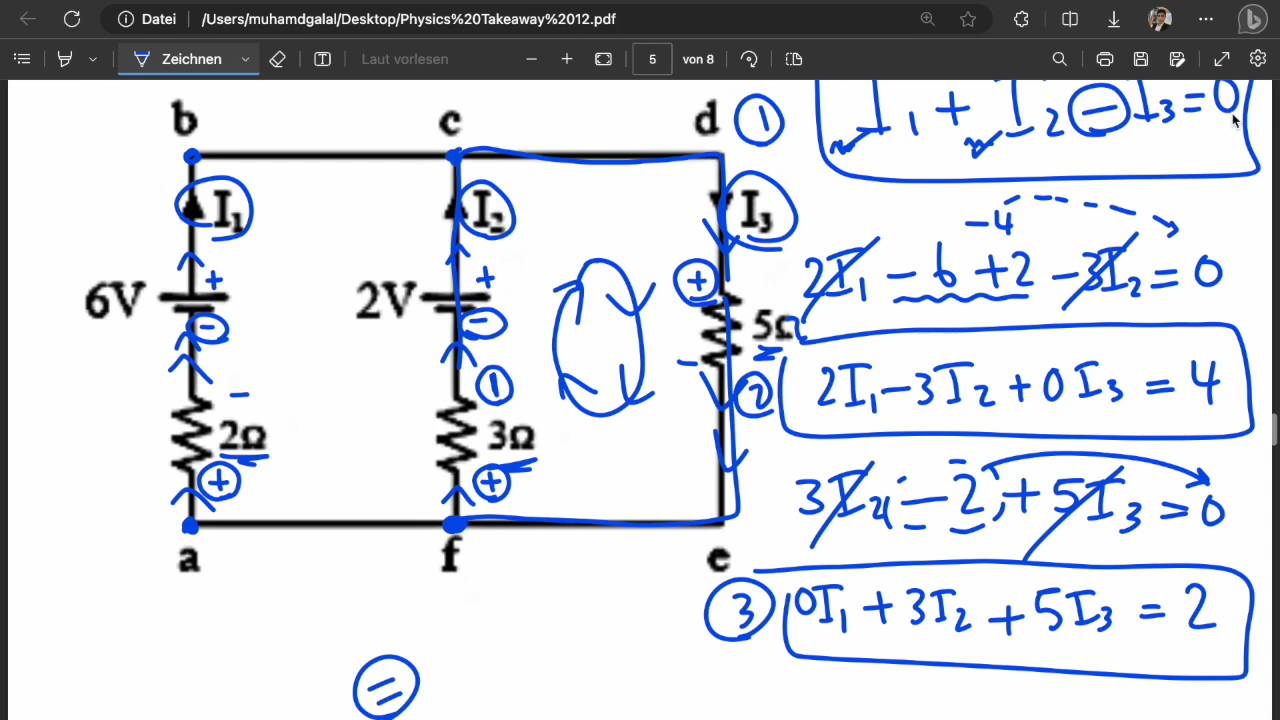 Datei | /Users/muhamdgalal/Desktop/Physics%20Takeaway%2012.pdf
Zeichnen Laut vorlesen 5 von 8
b c d ① I₁ + I₂ − I₃ = 0
I₁ I₂ I₃
−4
2I₁ − 6 + 2 − 3I₂ = 0
6V + − 2V + − + 5Ω −
① ② 2I₁ − 3I₂ + 0I₃ = 4
− 2Ω + 3Ω +
− 2 + 5I₃ = 0
a f e
③ 0I₁ + 3I₂ + 5I₃ = 2
=